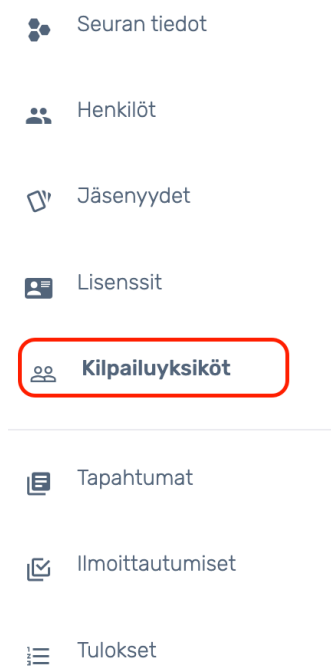 Seuran tiedot
Henkilöt
Jäsenyydet
Lisenssit
Kilpailuyksiköt
Tapahtumat
Ilmoittautumiset
Tulokset